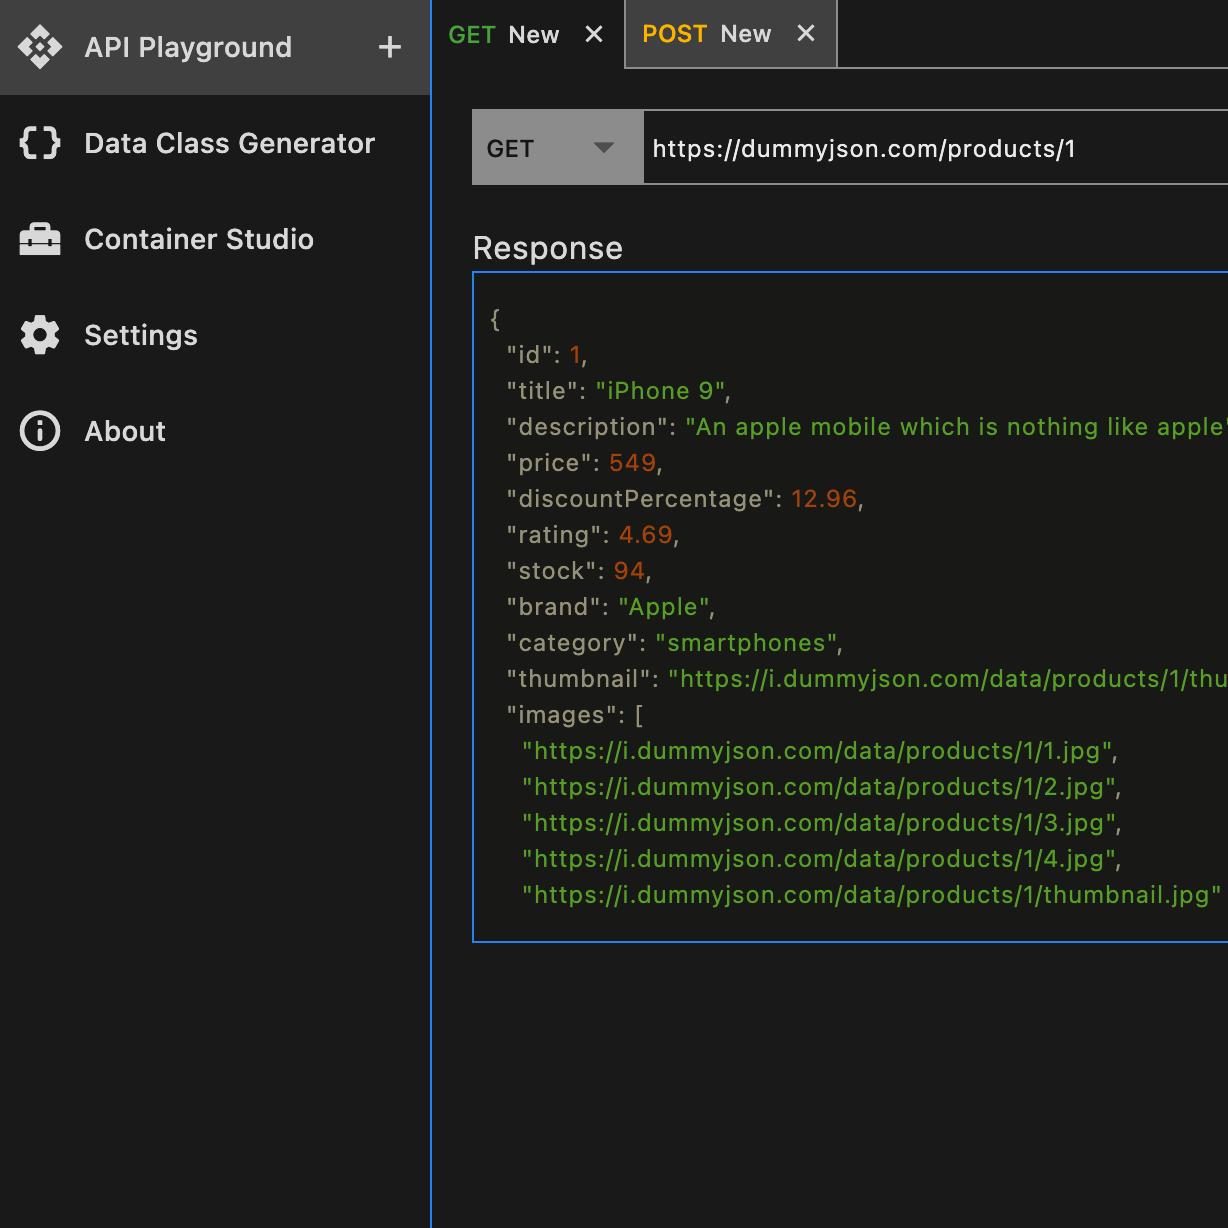 API Playground +
Data Class Generator
Container Studio
Settings
About
GET New ✕ POST New ✕
GET https://dummyjson.com/products/1
Response
{
"id": 1,
"title": "iPhone 9",
"description": "An apple mobile which is nothing like apple"
"price": 549,
"discountPercentage": 12.96,
"rating": 4.69,
"stock": 94,
"brand": "Apple",
"category": "smartphones",
"thumbnail": "https://i.dummyjson.com/data/products/1/thu
"images": [
"https://i.dummyjson.com/data/products/1/1.jpg",
"https://i.dummyjson.com/data/products/1/2.jpg",
"https://i.dummyjson.com/data/products/1/3.jpg",
"https://i.dummyjson.com/data/products/1/4.jpg",
"https://i.dummyjson.com/data/products/1/thumbnail.jpg"